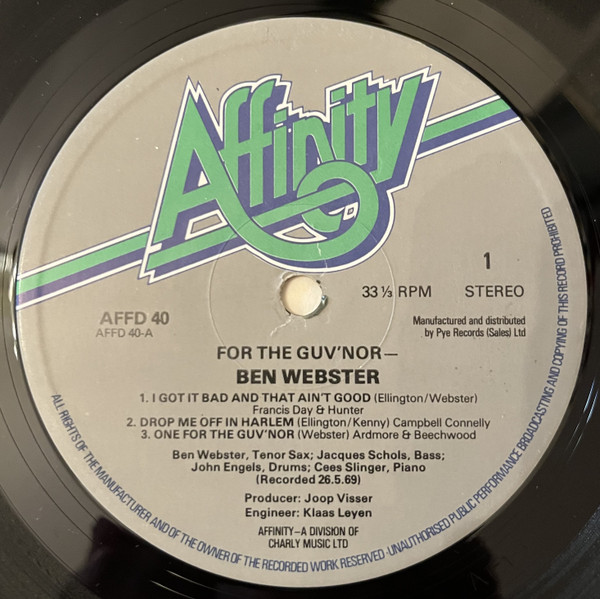 Affinity
1
33 ⅓ RPM STEREO
AFFD 40
AFFD 40-A
Manufactured and distributed
by Pye Records (Sales) Ltd
FOR THE GUV'NOR—
BEN WEBSTER
1. I GOT IT BAD AND THAT AIN'T GOOD (Ellington/Webster)
Francis Day & Hunter
2. DROP ME OFF IN HARLEM (Ellington/Kenny) Campbell Connelly
3. ONE FOR THE GUV'NOR (Webster) Ardmore & Beechwood
Ben Webster, Tenor Sax; Jacques Schols, Bass;
John Engels, Drums; Cees Slinger, Piano
(Recorded 26.5.69)
Producer: Joop Visser
Engineer: Klaas Leyen
AFFINITY—A DIVISION OF
CHARLY MUSIC LTD
ALL RIGHTS OF THE MANUFACTURER AND OF THE OWNER OF THE RECORDED WORK RESERVED · UNAUTHORISED PUBLIC PERFORMANCE BROADCASTING AND COPYING OF THIS RECORD PROHIBITED